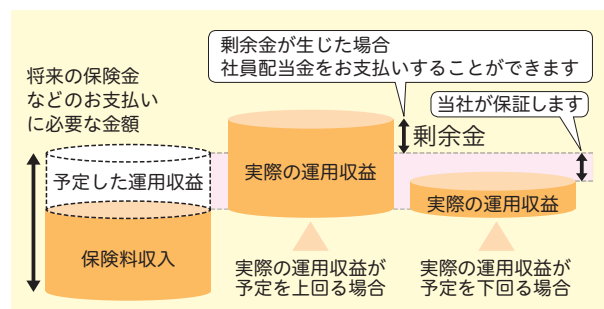 将来の保険金
などのお支払い
に必要な金額
予定した運用収益
保険料収入
剰余金が生じた場合
社員配当金をお支払いすることができます
剰余金
実際の運用収益
実際の運用収益が
予定を上回る場合
当社が保証します
実際の運用収益
実際の運用収益が
予定を下回る場合